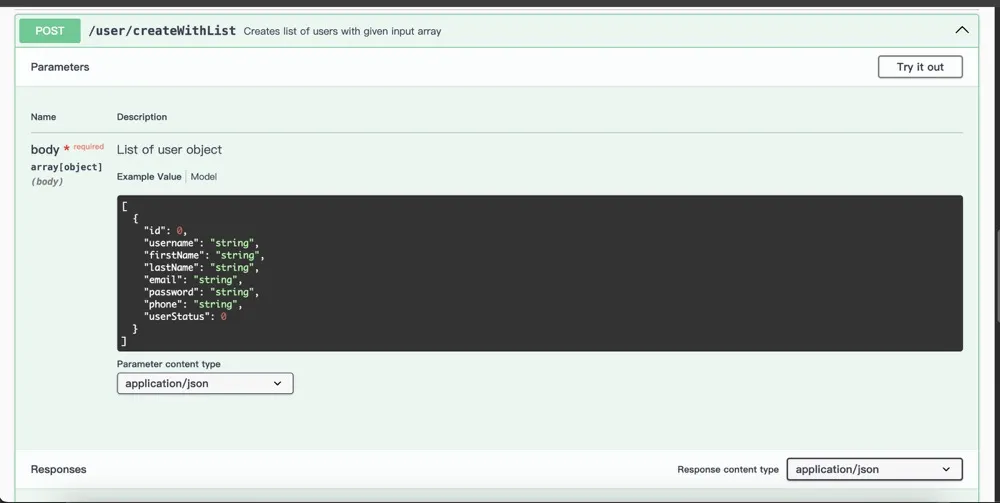 POST /user/createWithList Creates list of users with given input array
Parameters
Try it out
Name Description
body * required
List of user object
array[object]
(body)
Example Value Model
[
{
"id": 0,
"username": "string",
"firstName": "string",
"lastName": "string",
"email": "string",
"password": "string",
"phone": "string",
"userStatus": 0
}
]
Parameter content type
application/json
Responses
Response content type application/json